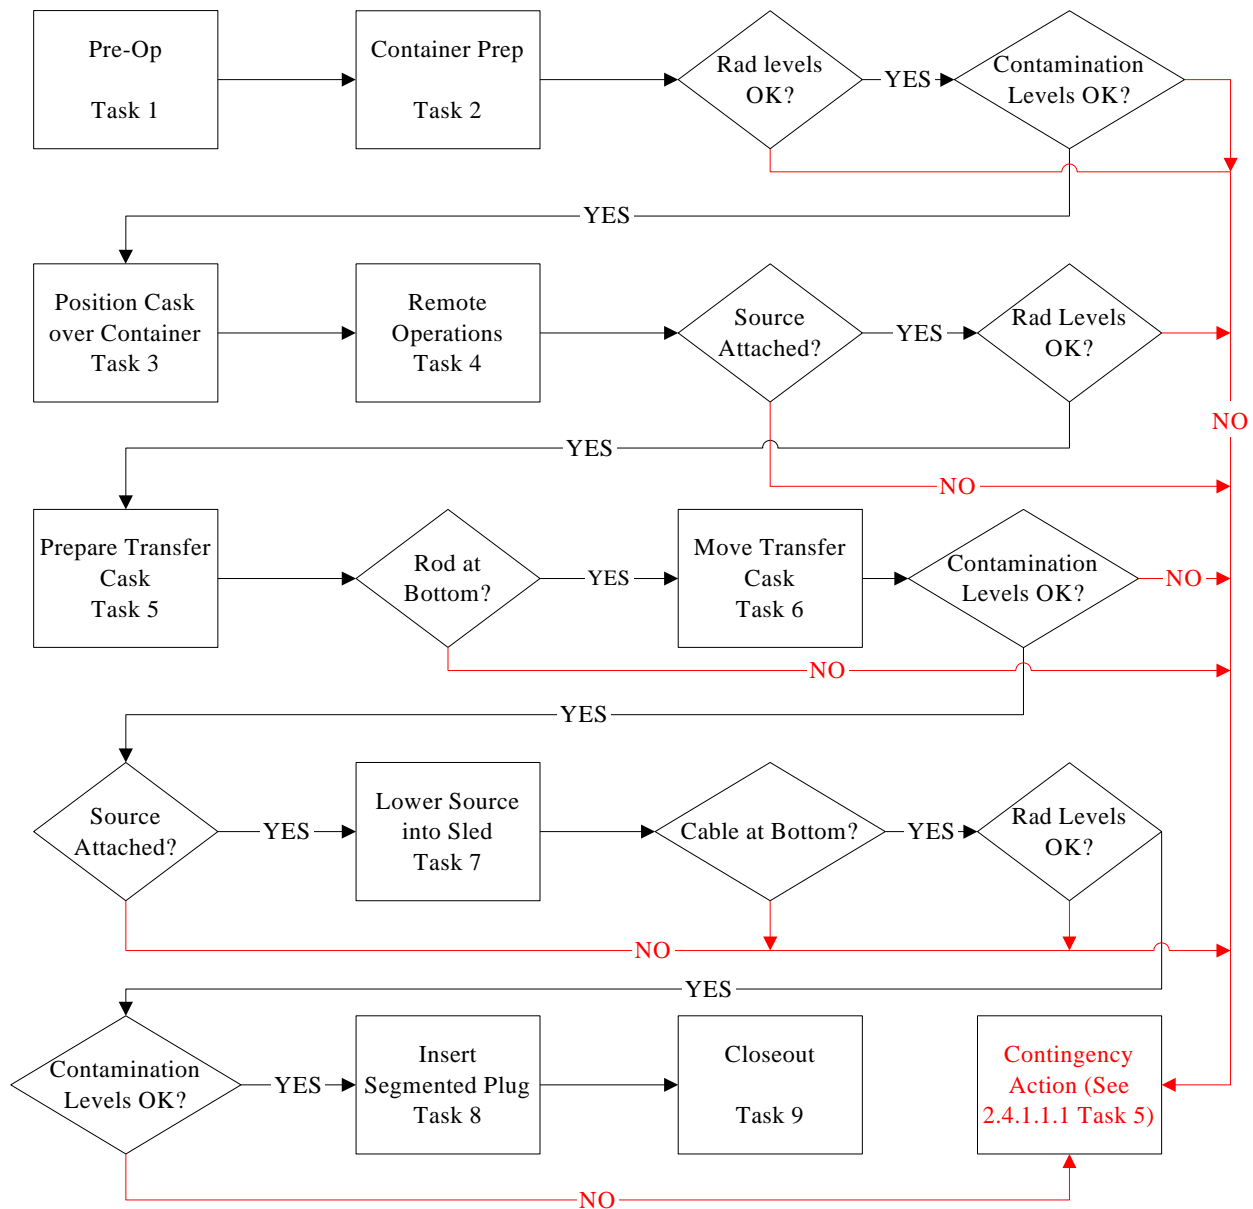 Pre-Op
Task 1
Container Prep
Task 2
Rad levels
OK?
YES
Contamination
Levels OK?
YES
Position Cask
over Container
Task 3
Remote
Operations
Task 4
Source
Attached?
YES
Rad Levels
OK?
NO
YES
NO
Prepare Transfer
Cask
Task 5
Rod at
Bottom?
YES
Move Transfer
Cask
Task 6
Contamination
Levels OK?
NO
NO
YES
Source
Attached?
YES
Lower Source
into Sled
Task 7
Cable at Bottom?
YES
Rad Levels
OK?
NO
YES
Contamination
Levels OK?
YES
Insert
Segmented Plug
Task 8
Closeout
Task 9
Contingency
Action (See
2.4.1.1.1 Task 5)
NO